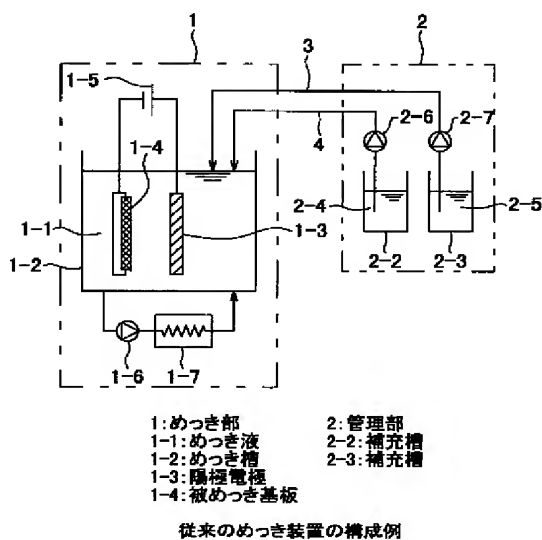 1
2
1-5
3
1-4
4
2-6
2-7
1-1
1-2
1-3
2-4
2-5
2-2
2-3
1-6
1-7
1:めっき部
1-1:めっき液
1-2:めっき槽
1-3:陽極電極
1-4:被めっき基板
2:管理部
2-2:補充槽
2-3:補充槽
従来のめっき装置の構成例